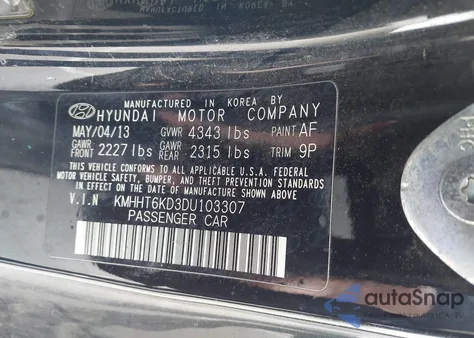 MANUFACTURED IN KOREA BY
HYUNDAI MOTOR COMPANY
MAY/04/13 GVWR 4343 lbs PAINT AF
GAWR FRONT 2227 lbs GAWR REAR 2315 lbs TRIM 9P
THIS VEHICLE CONFORMS TO ALL APPLICABLE U.S.A. FEDERAL
MOTOR VEHICLE SAFETY, BUMPER, AND THEFT PREVENTION
STANDARDS IN EFFECT ON THE DATE OF MANUFACTURE SHOWN ABOVE.
V.I.N KMHHT6KD3DU103307
PASSENGER CAR
autoSnap